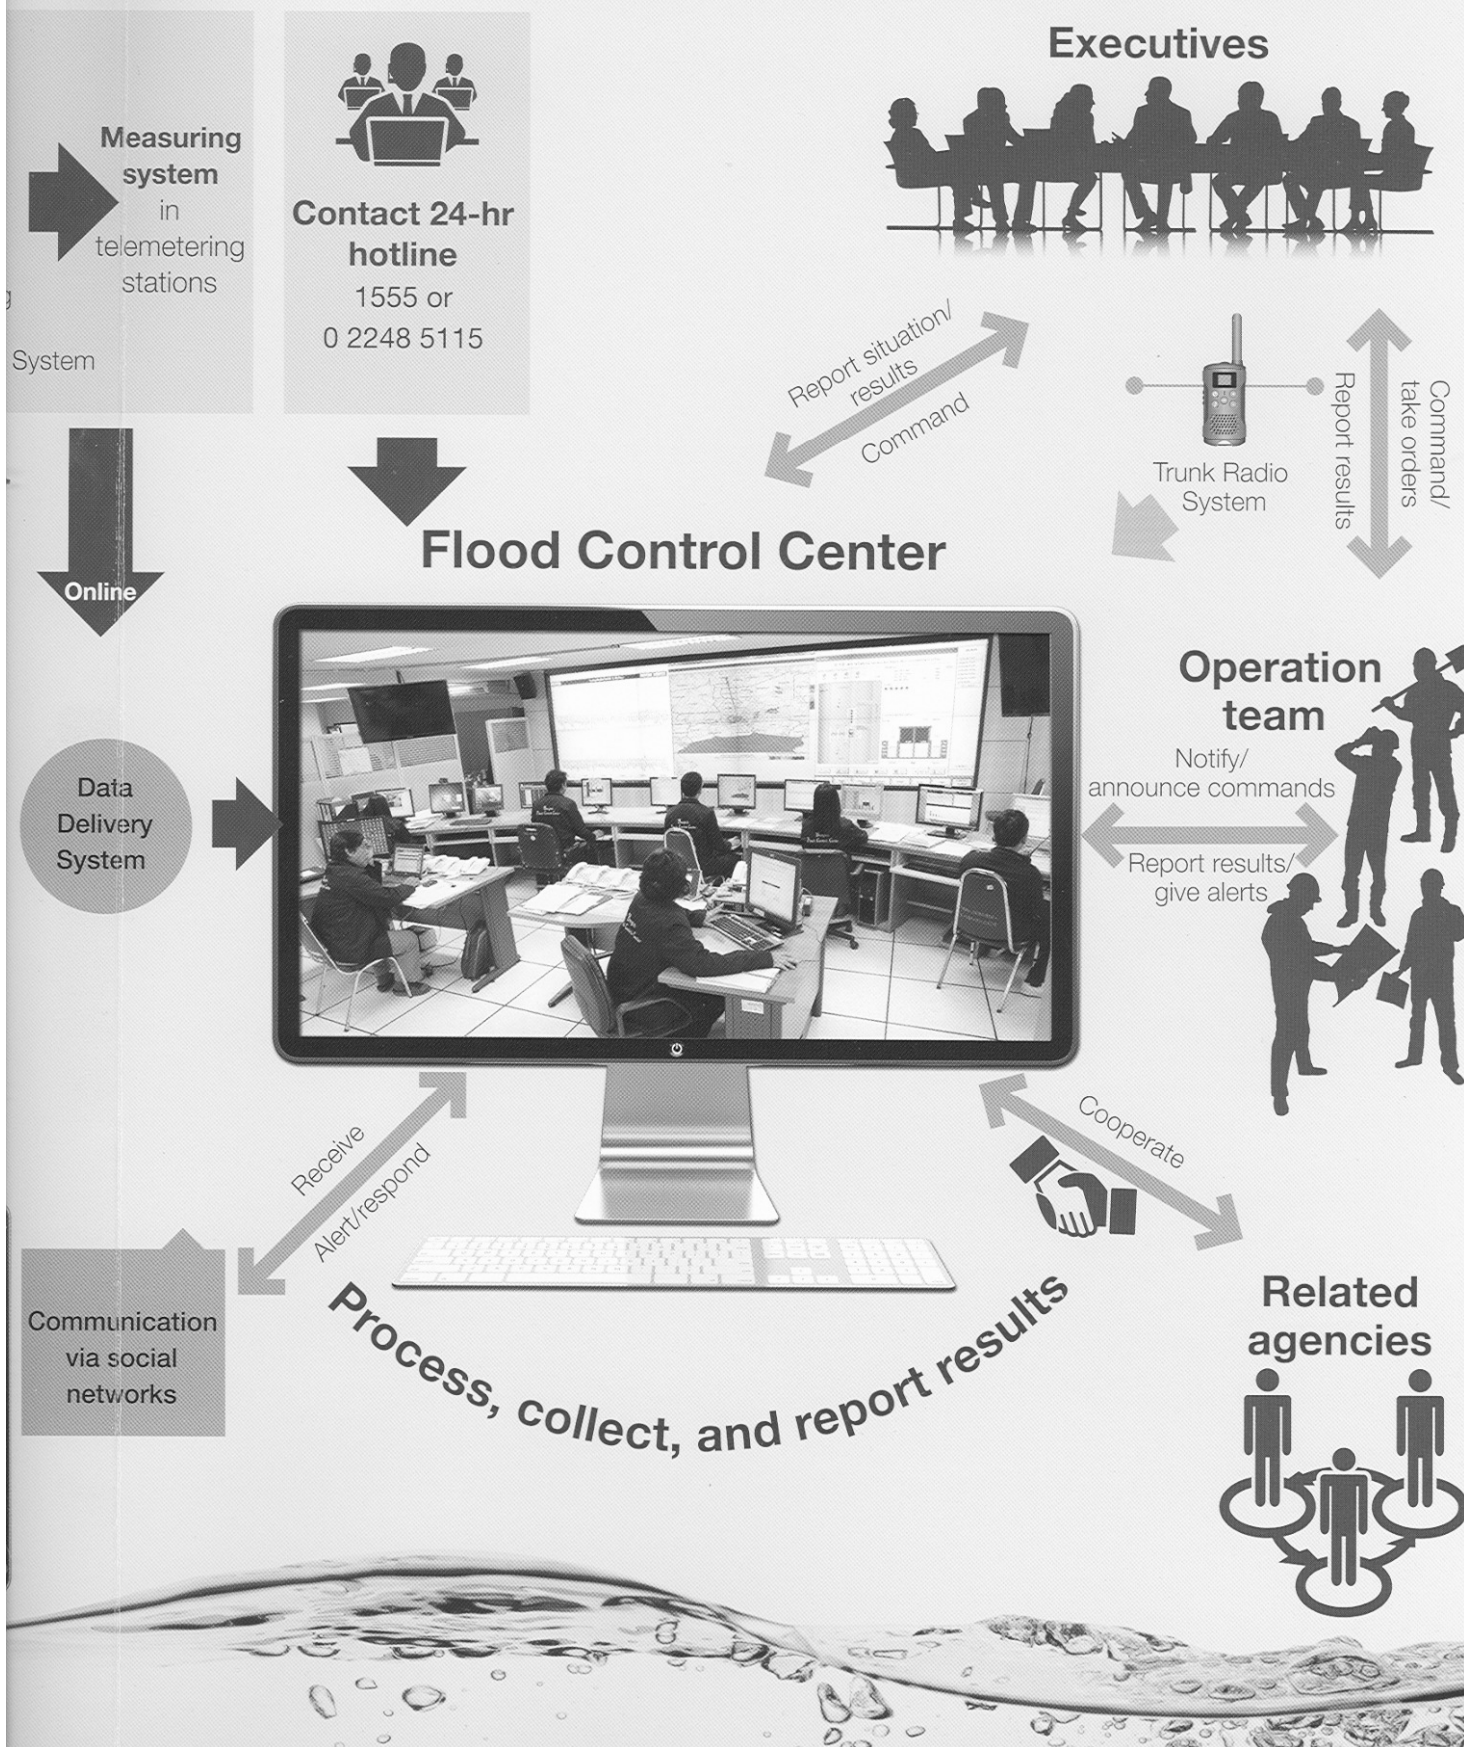 Measuring
system
in
telemetering
stations
System
Contact 24-hr
hotline
1555 or
0 2248 5115
Executives
Report situation/
results
Command
Trunk Radio
System
Report results
Command/
take orders
Flood Control Center
Online
Data
Delivery
System
Operation
team
Notify/
announce commands
Report results/
give alerts
Receive
Alert/respond
Cooperate
Communication
via social
networks
Process, collect, and report results
Related
agencies